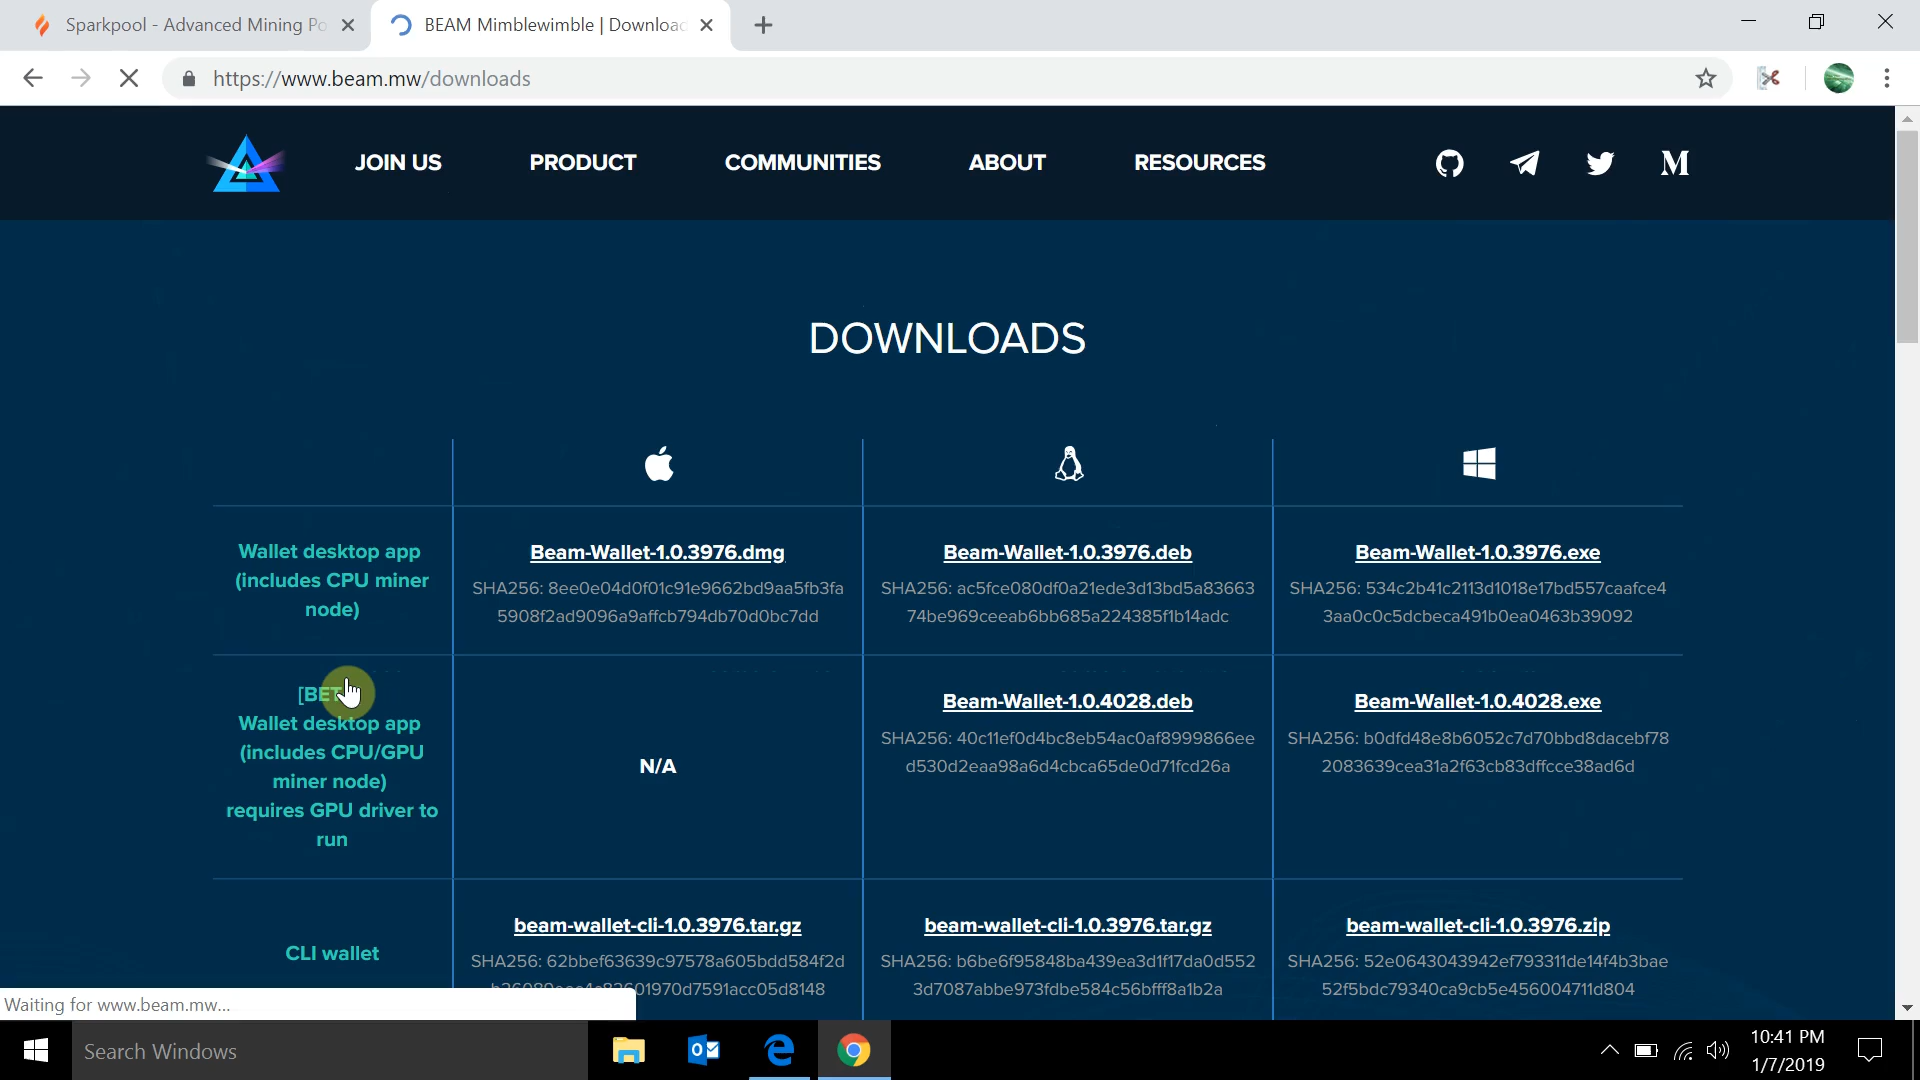 Sparkpool - Advanced Mining Po
BEAM Mimblewimble | Download
https://www.beam.mw/downloads
JOIN US
PRODUCT
COMMUNITIES
ABOUT
RESOURCES
M
DOWNLOADS
Wallet desktop app
(includes CPU miner
node)
Beam-Wallet-1.0.3976.dmg
SHA256: 8ee0e04d0f01c91e9662bd9aa5fb3fa
5908f2ad9096a9affcb794db70d0bc7dd
Beam-Wallet-1.0.3976.deb
SHA256: ac5fce080df0a21ede3d13bd5a83663
74be969ceeab6bb685a224385f1b14adc
Beam-Wallet-1.0.3976.exe
SHA256: 534c2b41c2113d1018e17bd557caafce4
3aa0c0c5dcbeca491b0ea0463b39092
[BET
Wallet desktop app
(includes CPU/GPU
miner node)
requires GPU driver to
run
N/A
Beam-Wallet-1.0.4028.deb
SHA256: 40c11ef0d4bc8eb54ac0af8999866ee
d530d2eaa98a6d4cbca65de0d71fcd26a
Beam-Wallet-1.0.4028.exe
SHA256: b0dfd48e8b6052c7d70bbd8dacebf78
2083639cea31a2f63cb83dffcce38ad6d
CLI wallet
beam-wallet-cli-1.0.3976.tar.gz
SHA256: 62bbef63639c97578a605bdd584f2d
01970d7591acc05d8148
beam-wallet-cli-1.0.3976.tar.gz
SHA256: b6be6f95848ba439ea3d1f17da0d552
3d7087abbe973fdbe584c56bfff8a1b2a
beam-wallet-cli-1.0.3976.zip
SHA256: 52e0643043942ef793311de14f4b3bae
52f5bdc79340ca9cb5e456004711d804
Waiting for www.beam.mw...
Search Windows
10:41 PM
1/7/2019